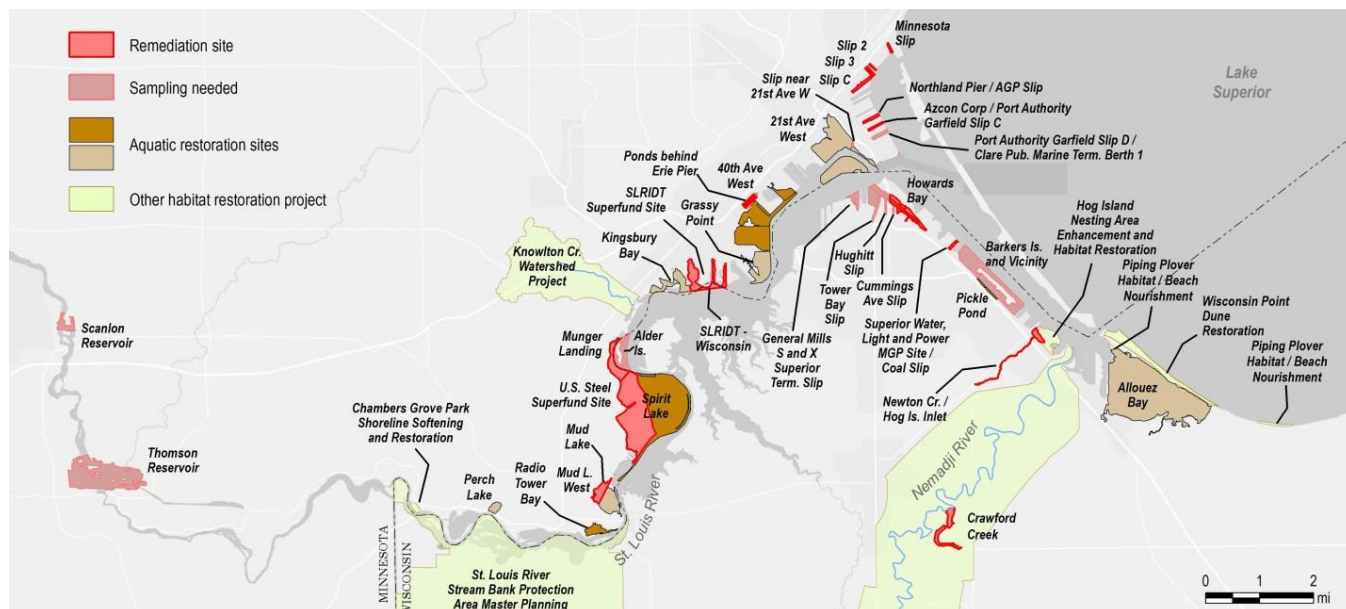 Remediation site
Sampling needed
Aquatic restoration sites
Other habitat restoration project
Minnesota
Slip
Slip 2
Slip 3
Slip C
Slip near
21st Ave W
21st Ave
West
Northland Pier / AGP Slip
Azcon Corp / Port Authority
Garfield Slip C
Port Authority Garfield Slip D /
Clare Pub. Marine Term. Berth 1
Lake
Superior
Ponds behind
Erie Pier
40th Ave
West
SLRIDT
Superfund Site
Grassy
Point
Kingsbury
Bay
Knowlton Cr.
Watershed
Project
Howards
Bay
Hog Island
Nesting Area
Enhancement and
Habitat Restoration
Barkers Is.
and Vicinity
Piping Plover
Habitat / Beach
Nourishment
Wisconsin Point
Dune
Restoration
Piping Plover
Habitat / Beach
Nourishment
Hughitt
Slip
Cummings
Ave Slip
Tower
Bay
Slip
Pickle
Pond
General Mills
S and X
Superior
Term. Slip
Superior Water,
Light and Power
MGP Site /
Coal Slip
SLRIDT -
Wisconsin
Newton Cr. /
Hog Is. Inlet
Allouez
Bay
Scanlon
Reservoir
Munger
Landing
Alder
Is.
U.S. Steel
Superfund Site
Spirit
Lake
Chambers Grove Park
Shoreline Softening
and Restoration
Mud
Lake
Mud L.
West
Thomson
Reservoir
Perch
Lake
Radio
Tower
Bay
St. Louis River
Nemadji River
Crawford
Creek
MINNESOTA
WISCONSIN
St. Louis River
Stream Bank Protection
Area Master Planning
0 1 2
mi